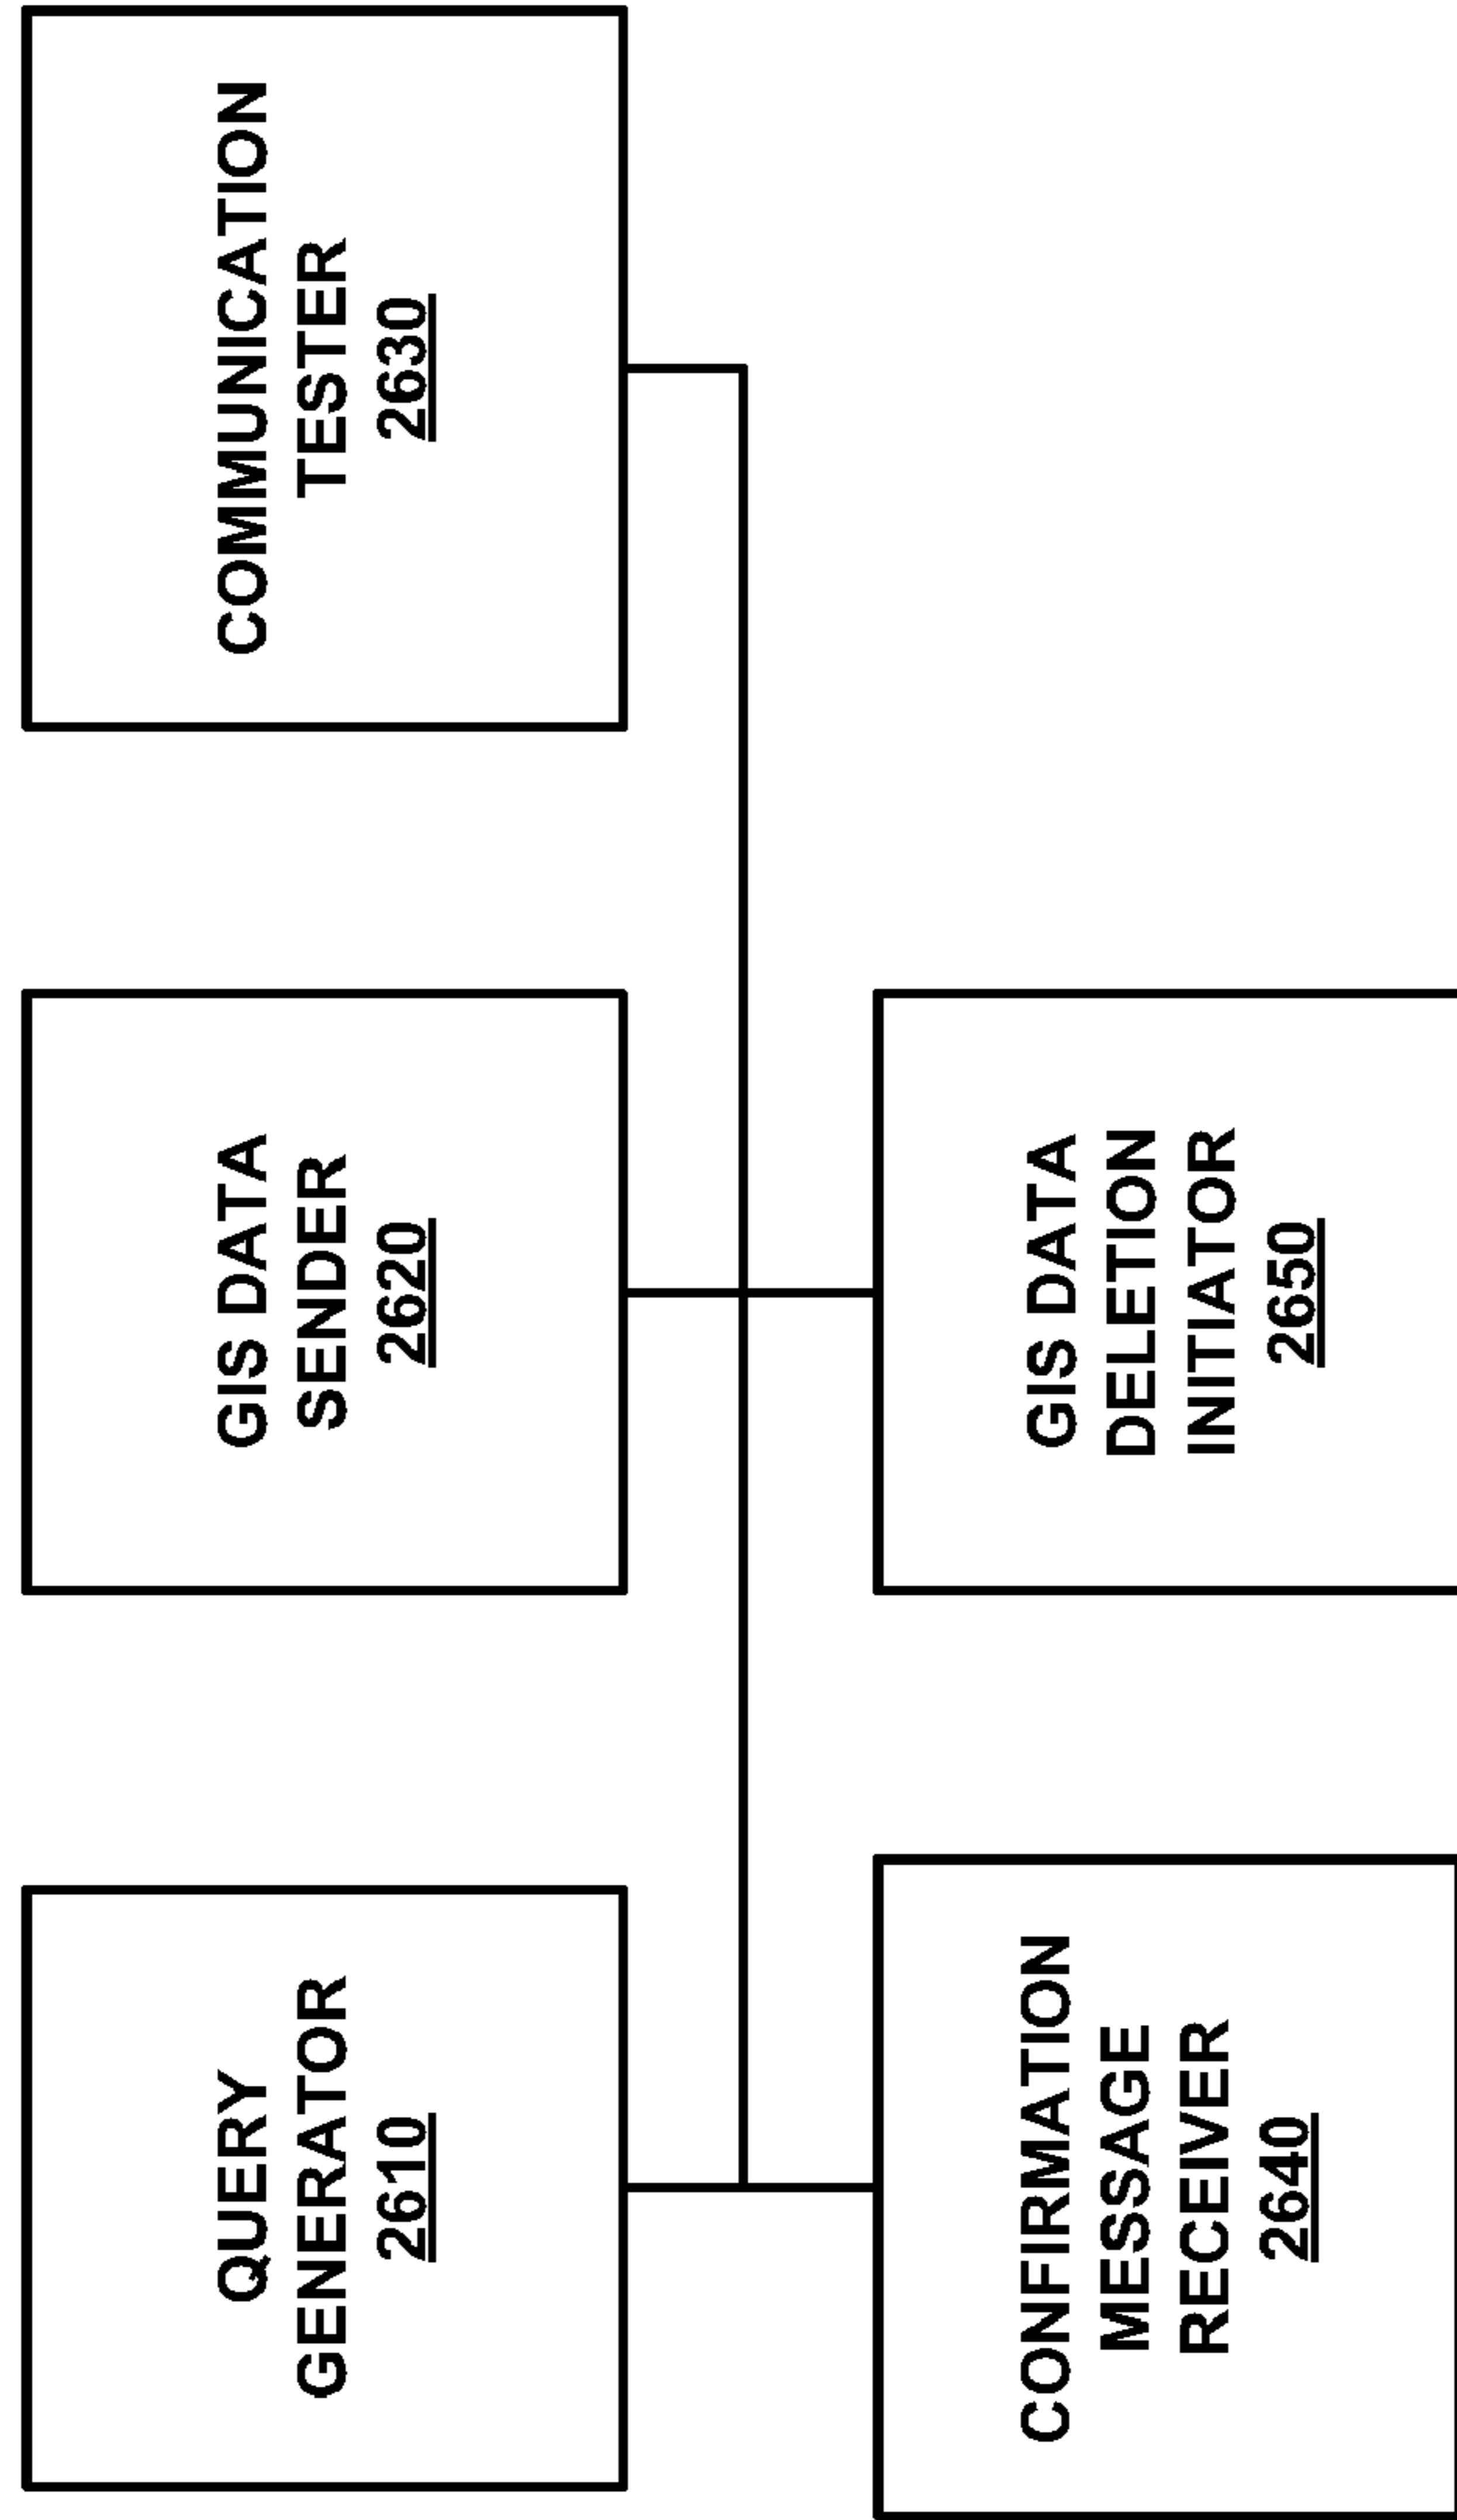 QUERY
GENERATOR
2610
GIS DATA
SENDER
2620
COMMUNICATION
TESTER
2630
CONFIRMATION
MESSAGE
RECEIVER
2640
GIS DATA
DELETION
INITIATOR
2650